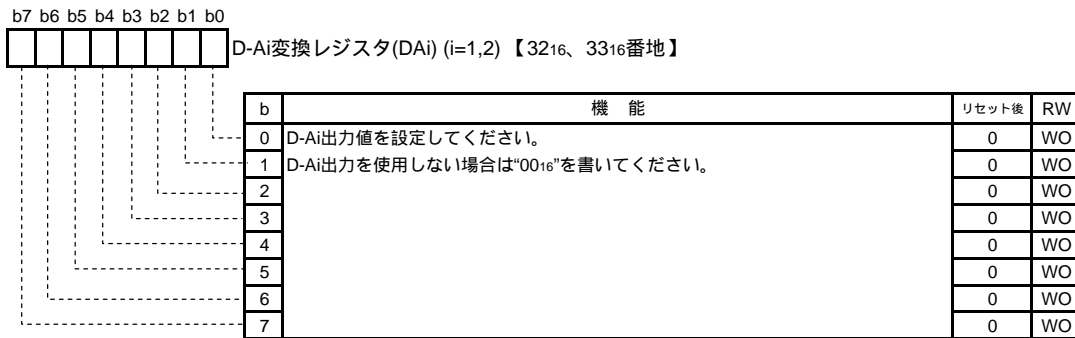 b7 b6 b5 b4 b3 b2 b1 b0
D-Ai変換レジスタ(DAi) (i=1,2) 【3216、3316番地】
b 機 能 リセット後 RW
0 D-Ai出力値を設定してください。 0 WO
1 D-Ai出力を使用しない場合は“0016”を書いてください。 0 WO
2 0 WO
3 0 WO
4 0 WO
5 0 WO
6 0 WO
7 0 WO